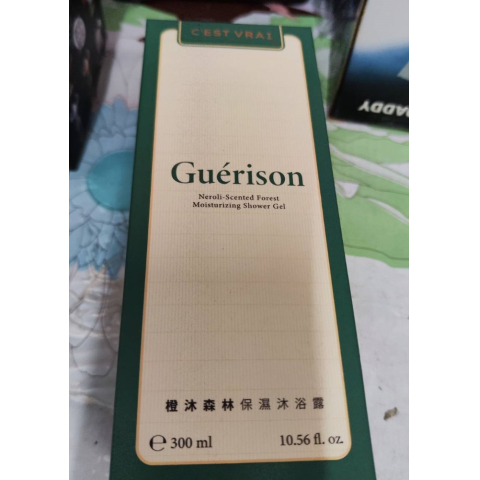 C'EST VRAI
Guérison
Neroli-Scented Forest
Moisturizing Shower Gel
橙沐森林保濕沐浴露
℮ 300 ml 10.56 fl. oz.
DADDY